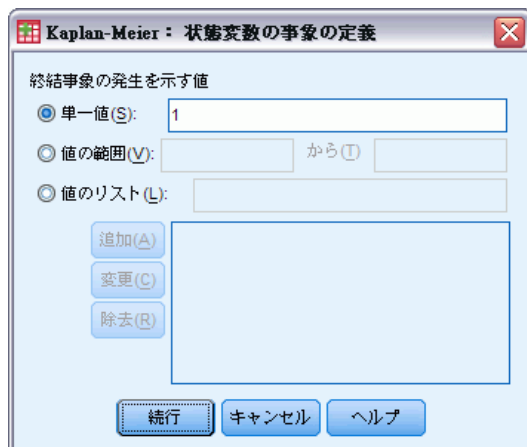 Kaplan-Meier： 状態変数の事象の定義
終結事象の発生を示す値
単一値(S): 1
値の範囲(V): から(T)
値のリスト(L):
追加(A)
変更(C)
除去(R)
続行 キャンセル ヘルプ